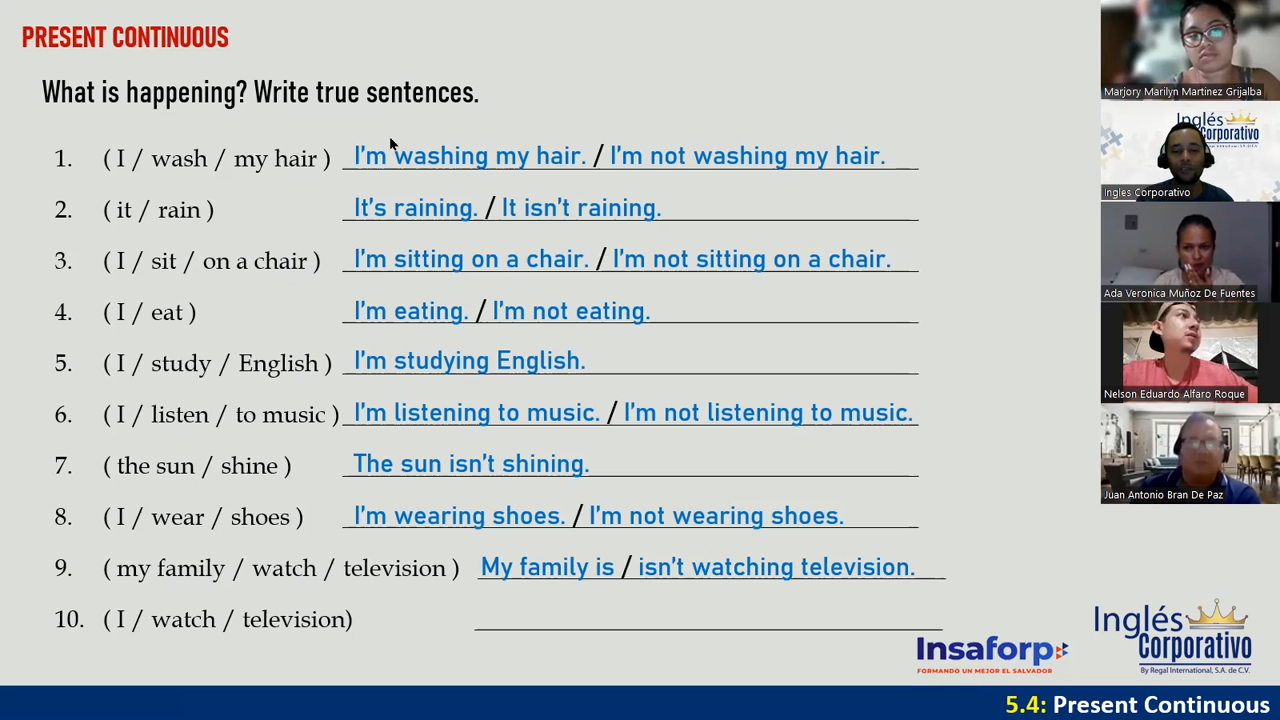 PRESENT CONTINUOUS
What is happening? Write true sentences.
1. ( I / wash / my hair ) I'm washing my hair. / I'm not washing my hair.
2. ( it / rain ) It's raining. / It isn't raining.
3. ( I / sit / on a chair ) I'm sitting on a chair. / I'm not sitting on a chair.
4. ( I / eat ) I'm eating. / I'm not eating.
5. ( I / study / English ) I'm studying English.
6. ( I / listen / to music ) I'm listening to music. / I'm not listening to music.
7. ( the sun / shine ) The sun isn't shining.
8. ( I / wear / shoes ) I'm wearing shoes. / I'm not wearing shoes.
9. ( my family / watch / television ) My family is / isn't watching television.
10. ( I / watch / television)
Marjory Marilyn Martinez Grijalba
Inglés
Corporativo
Ingles Corporativo
Ada Veronica Muñoz De Fuentes
Nelson Eduardo Alfaro Roque
Juan Antonio Bran De Paz
Insaforp
FORMANDO UN MEJOR EL SALVADOR
Inglés
Corporativo
By Regal International, S.A. de C.V.
5.4: Present Continuous